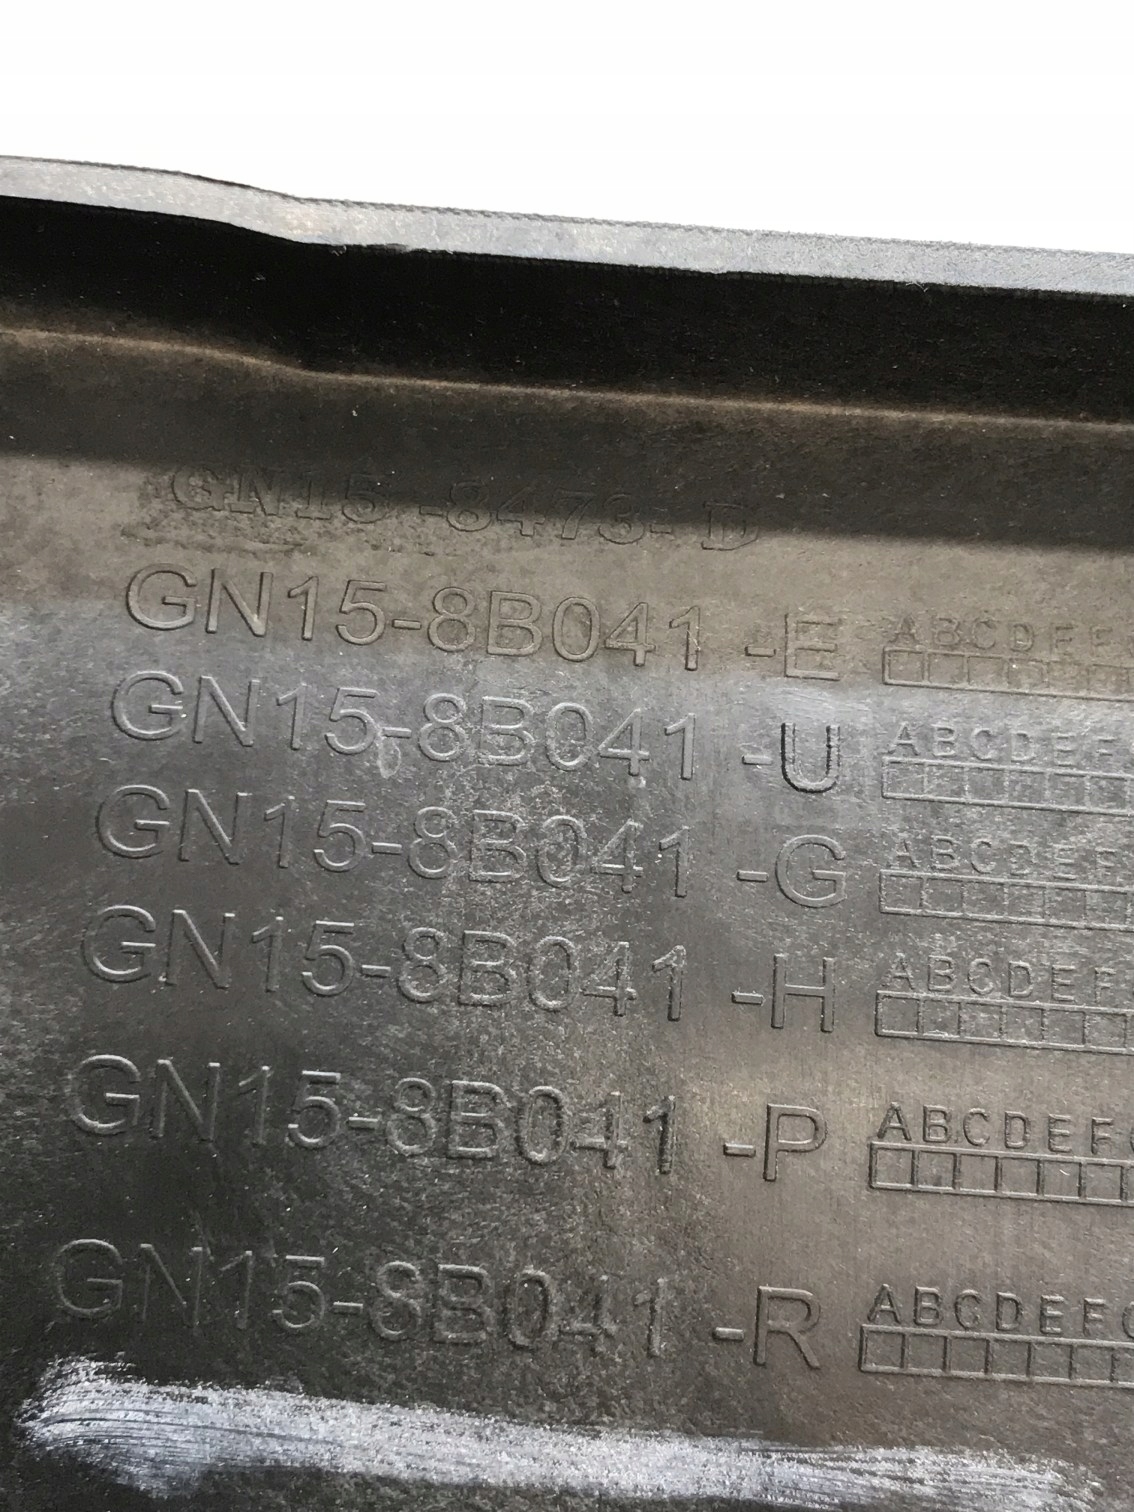 GN15-8473-D
GN15-8B041 -E ABCDEF
GN15-8B041 -U ABCDEF
GN15-8B041 -G ABCDEF
GN15-8B041 -H ABCDEF
GN15-8B041 -P ABCDEFG
GN15-8B041 -R ABCDEFG